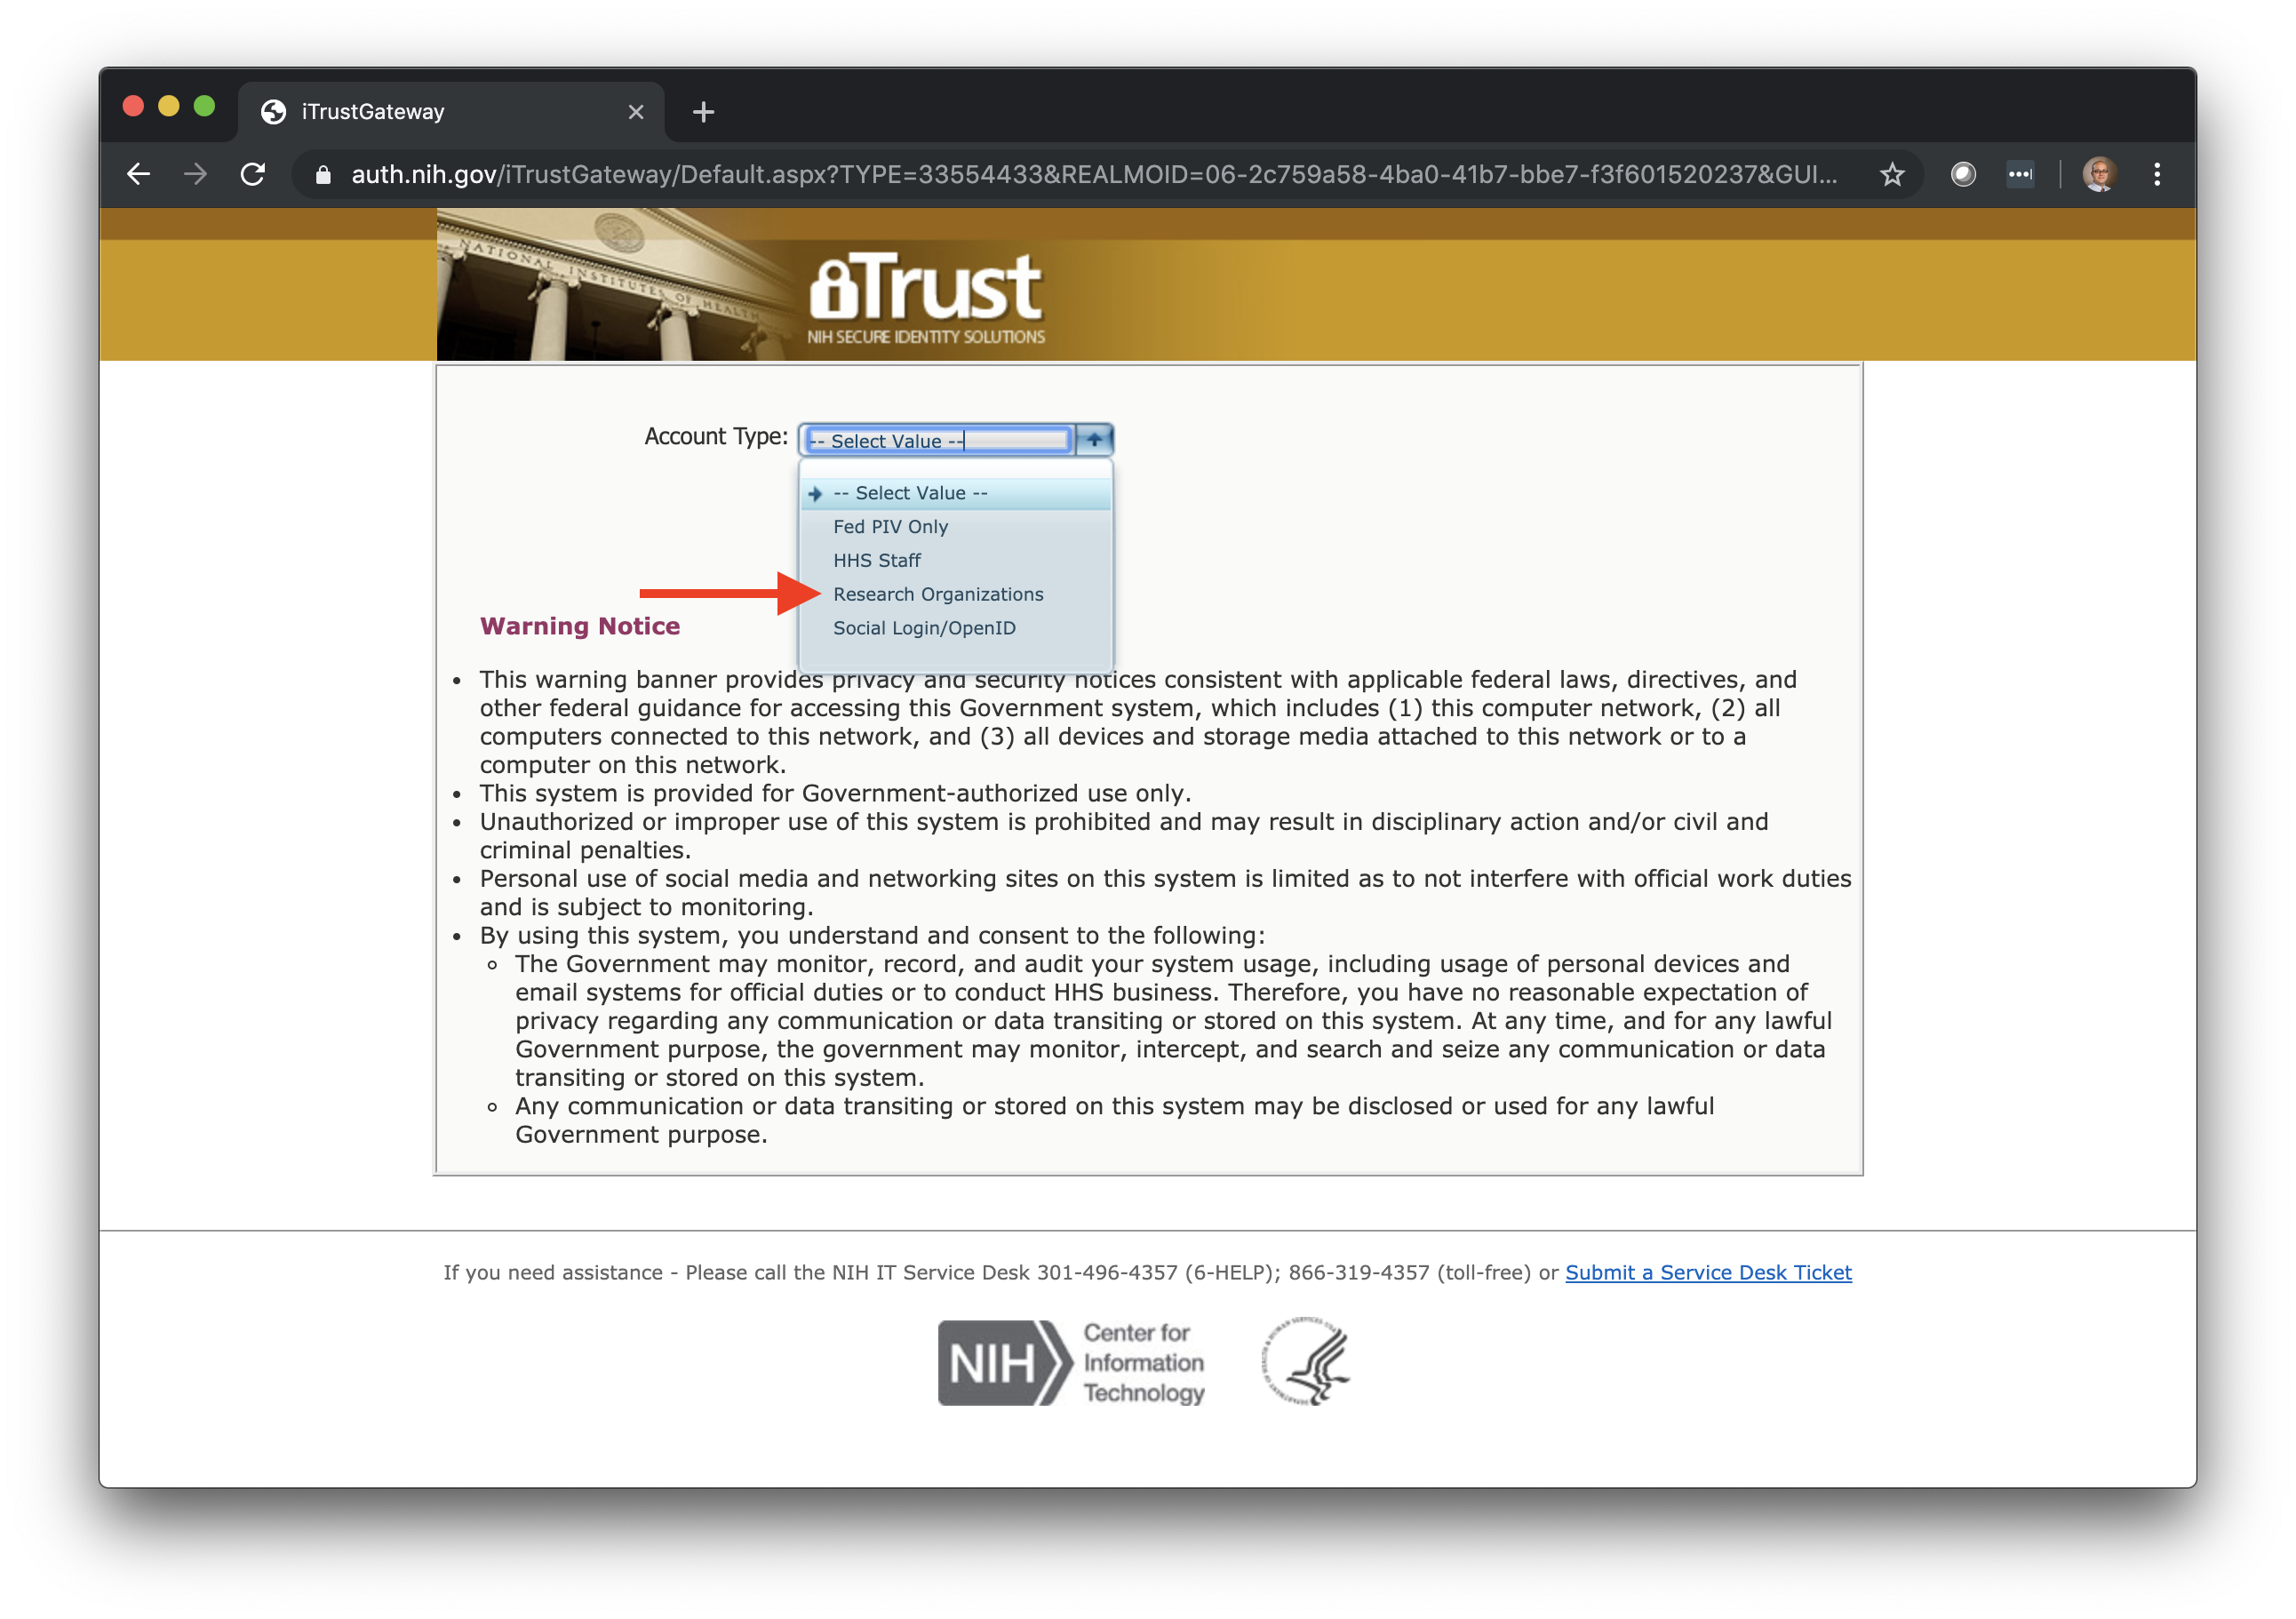 iTrustGateway
auth.nih.gov/iTrustGateway/Default.aspx?TYPE=33554433&REALMOID=06-2c759a58-4ba0-41b7-bbe7-f3f601520237&GUI...
NATIONAL INSTITUTES OF HEALTH
iTrust
NIH SECURE IDENTITY SOLUTIONS
Account Type: -- Select Value --
-- Select Value --
Fed PIV Only
HHS Staff
Research Organizations
Social Login/OpenID
Warning Notice
• This warning banner provides privacy and security notices consistent with applicable federal laws, directives, and
other federal guidance for accessing this Government system, which includes (1) this computer network, (2) all
computers connected to this network, and (3) all devices and storage media attached to this network or to a
computer on this network.
• This system is provided for Government-authorized use only.
• Unauthorized or improper use of this system is prohibited and may result in disciplinary action and/or civil and
criminal penalties.
• Personal use of social media and networking sites on this system is limited as to not interfere with official work duties
and is subject to monitoring.
• By using this system, you understand and consent to the following:
◦ The Government may monitor, record, and audit your system usage, including usage of personal devices and
email systems for official duties or to conduct HHS business. Therefore, you have no reasonable expectation of
privacy regarding any communication or data transiting or stored on this system. At any time, and for any lawful
Government purpose, the government may monitor, intercept, and search and seize any communication or data
transiting or stored on this system.
◦ Any communication or data transiting or stored on this system may be disclosed or used for any lawful
Government purpose.
If you need assistance - Please call the NIH IT Service Desk 301-496-4357 (6-HELP); 866-319-4357 (toll-free) or Submit a Service Desk Ticket
NIH
Center for
Information
Technology